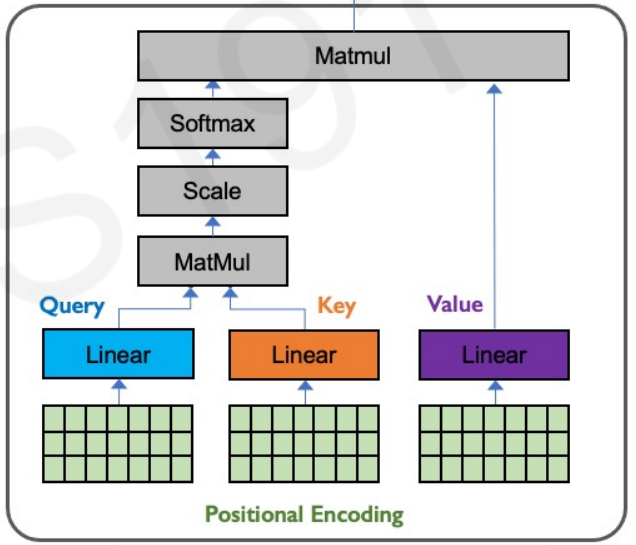 Matmul
Softmax
Scale
MatMul
Query
Key
Value
Linear
Linear
Linear
Positional Encoding